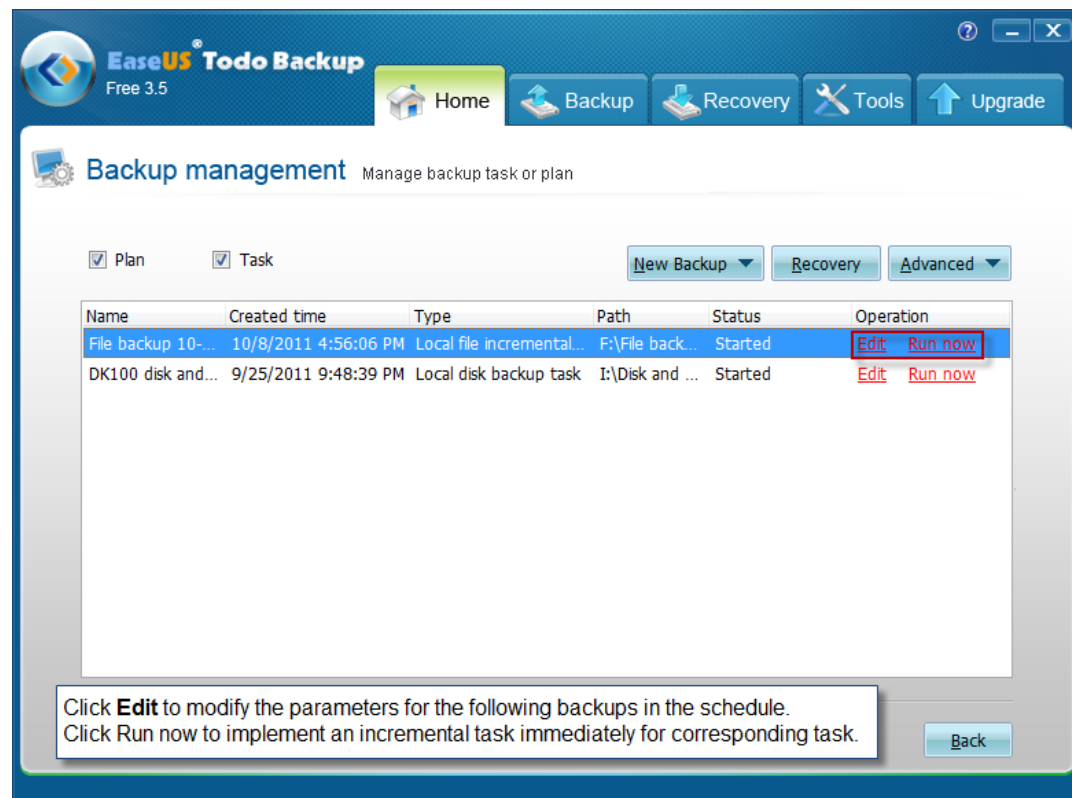 EaseUS® Todo Backup
Free 3.5
? – X
Home Backup Recovery Tools Upgrade
Backup management Manage backup task or plan
Plan Task New Backup Recovery Advanced
Name Created time Type Path Status Operation
File backup 10-... 10/8/2011 4:56:06 PM Local file incremental... F:\File back... Started Edit Run now
DK100 disk and... 9/25/2011 9:48:39 PM Local disk backup task I:\Disk and ... Started Edit Run now
Click Edit to modify the parameters for the following backups in the schedule.
Click Run now to implement an incremental task immediately for corresponding task.
Back